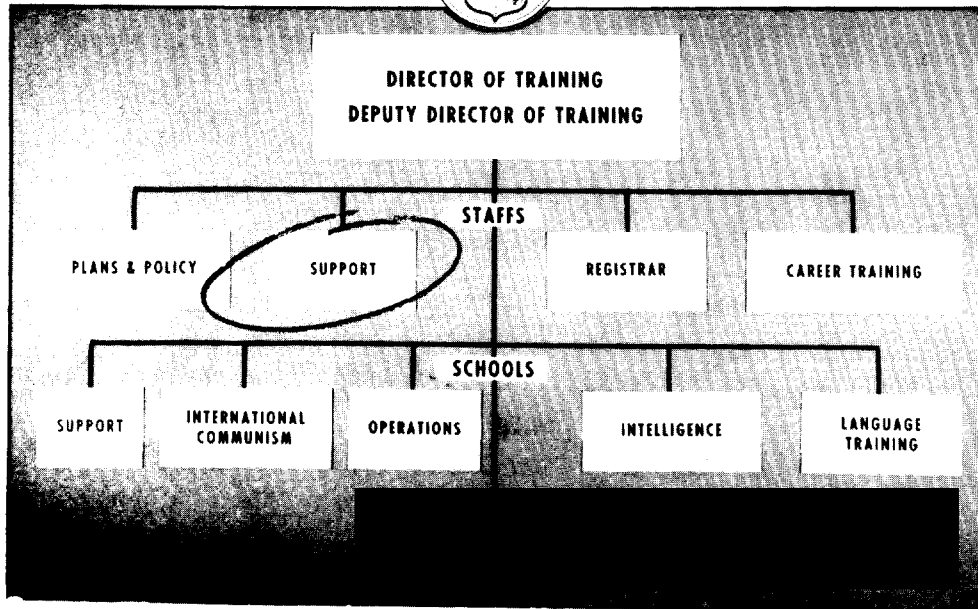 DIRECTOR OF TRAINING
DEPUTY DIRECTOR OF TRAINING
STAFFS
PLANS & POLICY
SUPPORT
REGISTRAR
CAREER TRAINING
SCHOOLS
SUPPORT
INTERNATIONAL
COMMUNISM
OPERATIONS
INTELLIGENCE
LANGUAGE
TRAINING